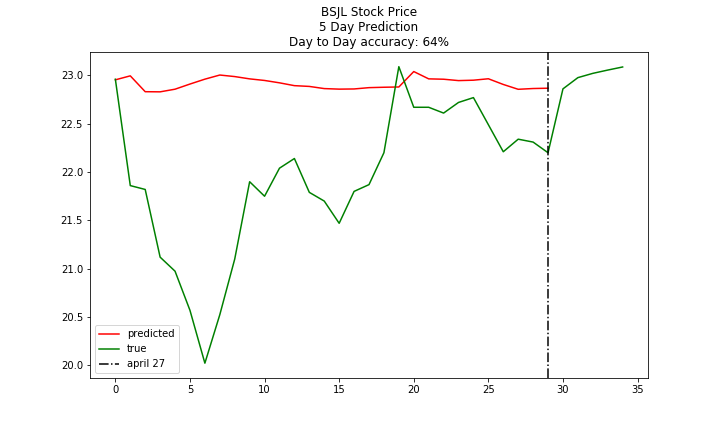 BSJL Stock Price
5 Day Prediction
Day to Day accuracy: 64%
23.0
22.5
22.0
21.5
21.0
20.5
20.0
predicted
true
april 27
0 5 10 15 20 25 30 35